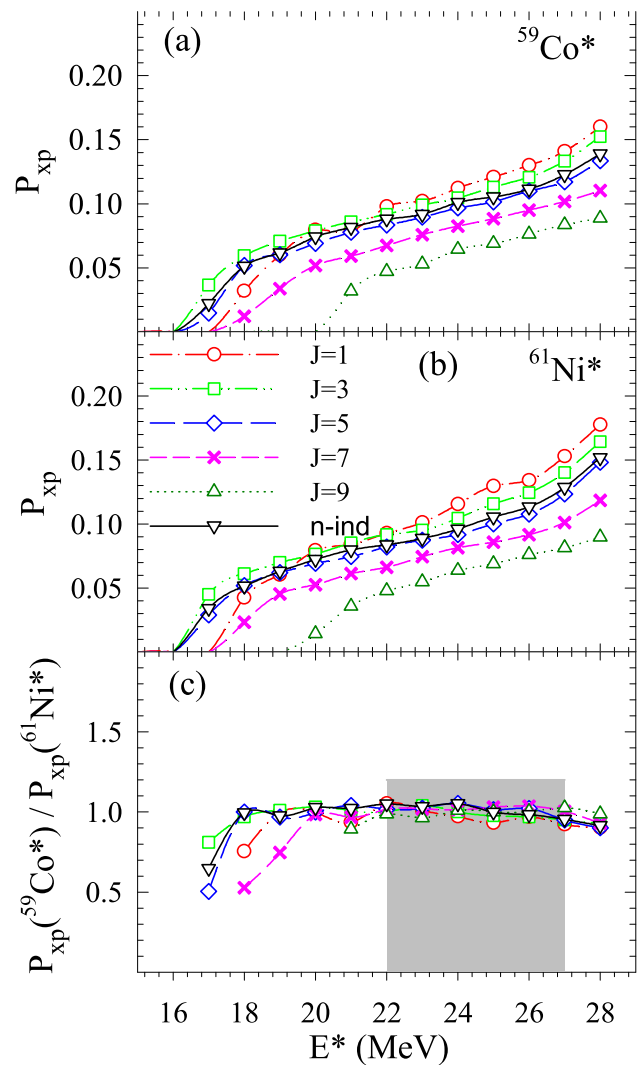 (a) ⁵⁹Co*
0.20
0.15
0.10
0.05
Pₓₚ
J=1
(b) ⁶¹Ni*
J=3
0.20
J=5
J=7
0.15
J=9
n-ind
0.10
0.05
Pₓₚ
(c)
1.5
1.0
0.5
Pₓₚ(⁵⁹Co*) / Pₓₚ(⁶¹Ni*)
16 18 20 22 24 26 28
E* (MeV)